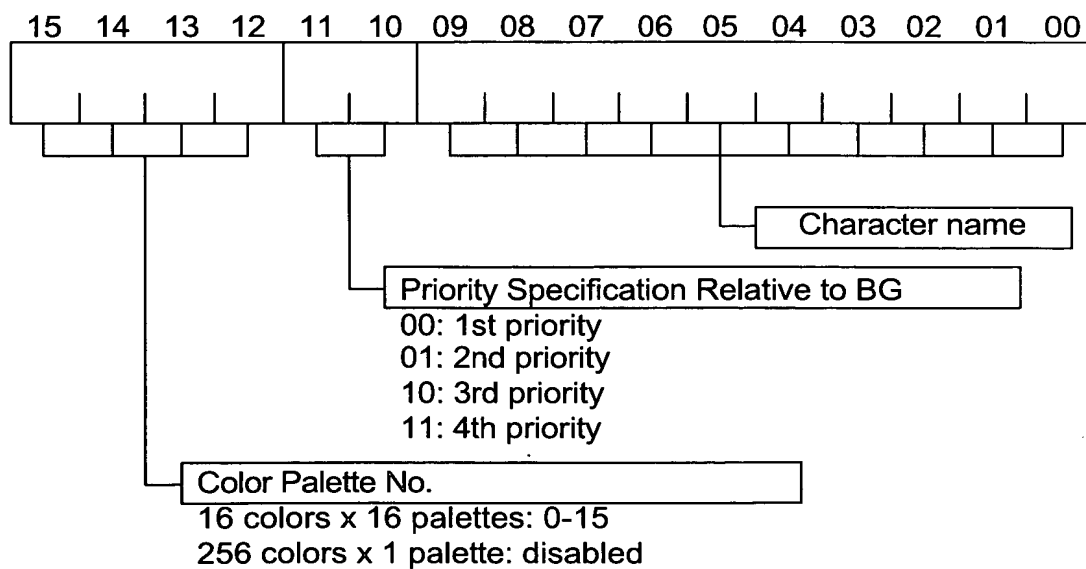 15 14 13 12 11 10 09 08 07 06 05 04 03 02 01 00
Character name
Priority Specification Relative to BG
00: 1st priority
01: 2nd priority
10: 3rd priority
11: 4th priority
Color Palette No.
16 colors x 16 palettes: 0-15
256 colors x 1 palette: disabled